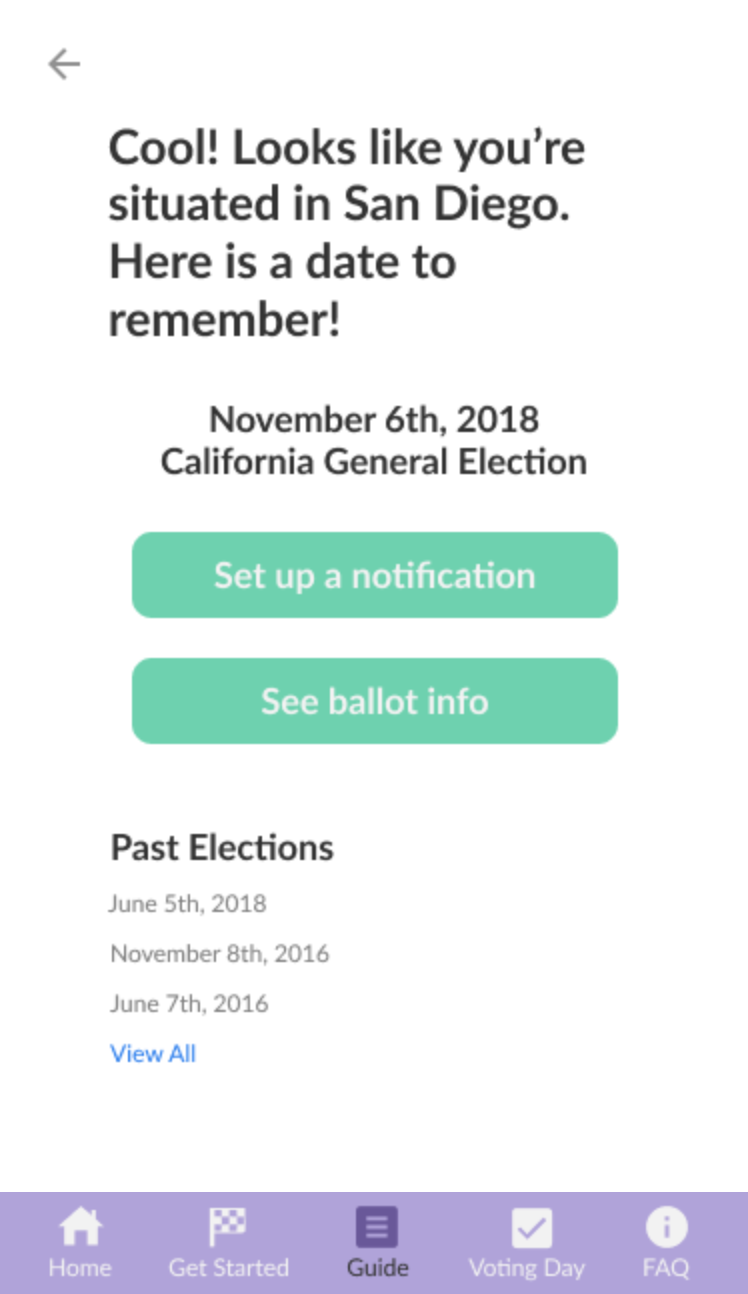 Cool! Looks like you’re
situated in San Diego.
Here is a date to
remember!
November 6th, 2018
California General Election
Set up a notification
See ballot info
Past Elections
June 5th, 2018
November 8th, 2016
June 7th, 2016
View All
Home Get Started Guide Voting Day FAQ